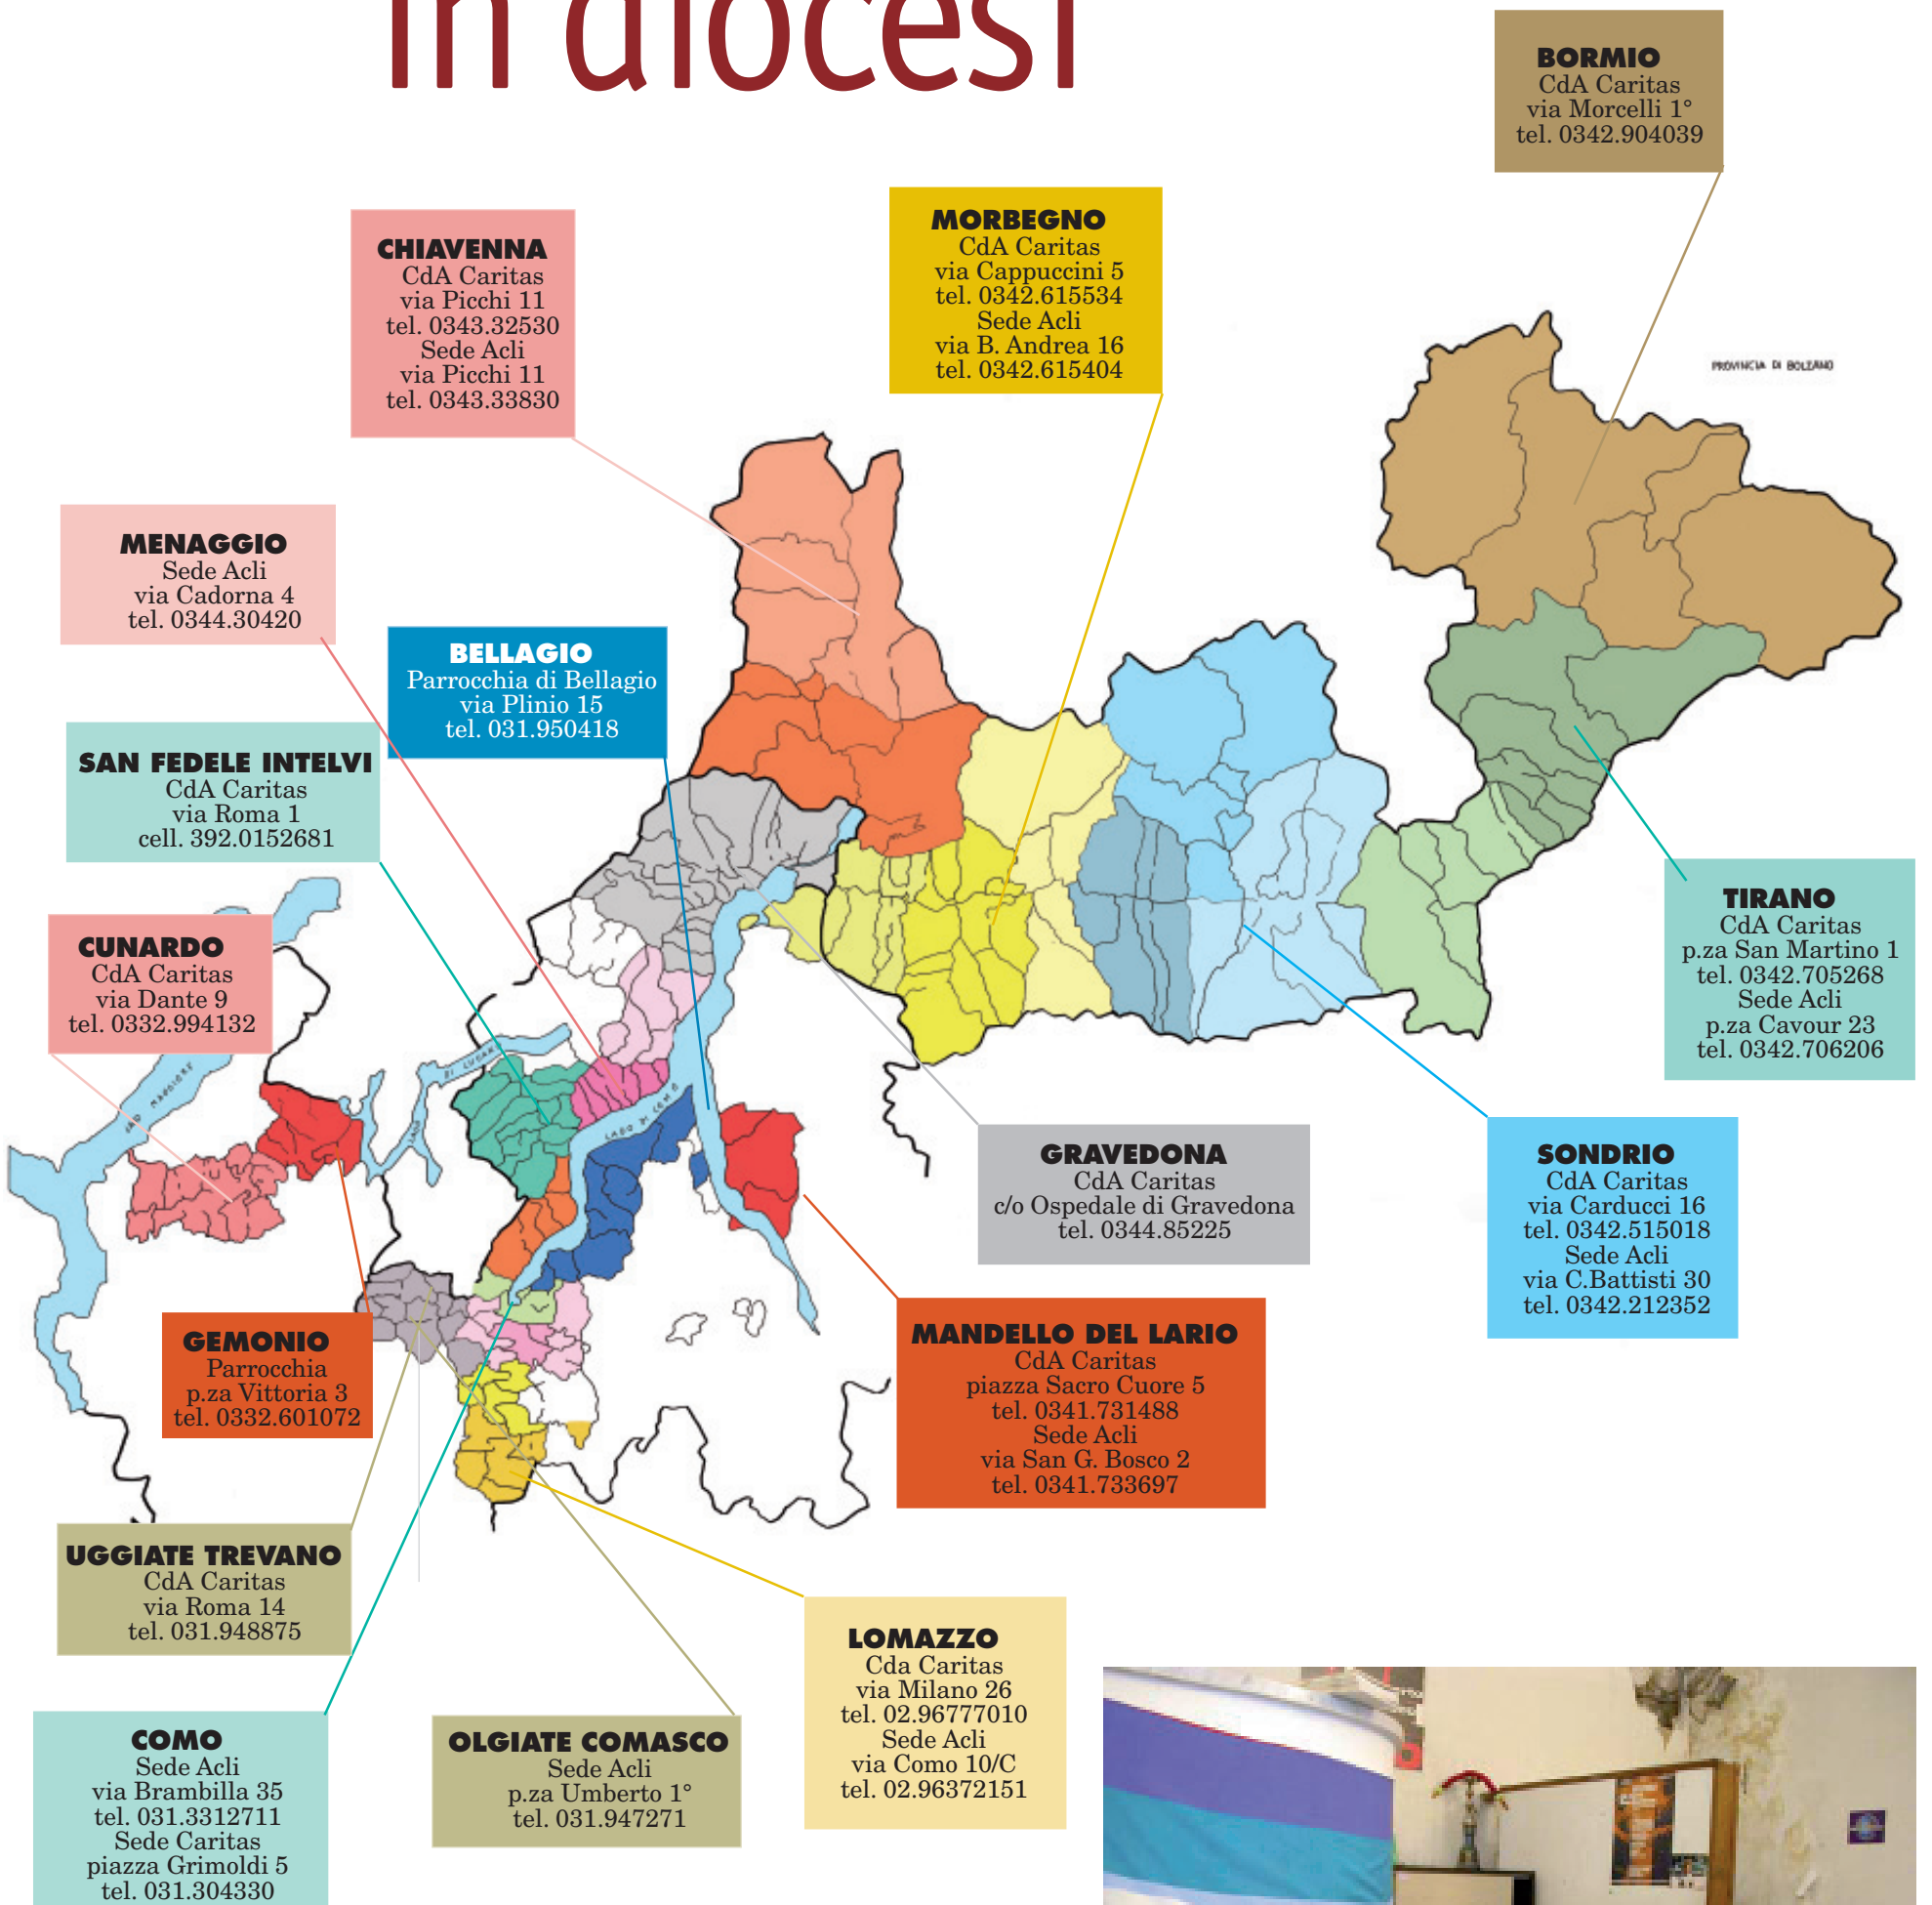 in diocesi
BORMIO
CdA Caritas
via Morcelli 1°
tel. 0342.904039
CHIAVENNA
CdA Caritas
via Picchi 11
tel. 0343.32530
Sede Acli
via Picchi 11
tel. 0343.33830
MORBEGNO
CdA Caritas
via Cappuccini 5
tel. 0342.615534
Sede Acli
via B. Andrea 16
tel. 0342.615404
PROVINCIA DI BOLZANO
MENAGGIO
Sede Acli
via Cadorna 4
tel. 0344.30420
BELLAGIO
Parrocchia di Bellagio
via Plinio 15
tel. 031.950418
SAN FEDELE INTELVI
CdA Caritas
via Roma 1
cell. 392.0152681
CUNARDO
CdA Caritas
via Dante 9
tel. 0332.994132
TIRANO
CdA Caritas
p.za San Martino 1
tel. 0342.705268
Sede Acli
p.za Cavour 23
tel. 0342.706206
LAGO MAGGIORE
LAGO DI LUGANO
LAGO DI COMO
GRAVEDONA
CdA Caritas
c/o Ospedale di Gravedona
tel. 0344.85225
SONDRIO
CdA Caritas
via Carducci 16
tel. 0342.515018
Sede Acli
via C.Battisti 30
tel. 0342.212352
GEMONIO
Parrocchia
p.za Vittoria 3
tel. 0332.601072
MANDELLO DEL LARIO
CdA Caritas
piazza Sacro Cuore 5
tel. 0341.731488
Sede Acli
via San G. Bosco 2
tel. 0341.733697
UGGIATE TREVANO
CdA Caritas
via Roma 14
tel. 031.948875
LOMAZZO
Cda Caritas
via Milano 26
tel. 02.96777010
Sede Acli
via Como 10/C
tel. 02.96372151
COMO
Sede Acli
via Brambilla 35
tel. 031.3312711
Sede Caritas
piazza Grimoldi 5
tel. 031.304330
OLGIATE COMASCO
Sede Acli
p.za Umberto 1°
tel. 031.947271